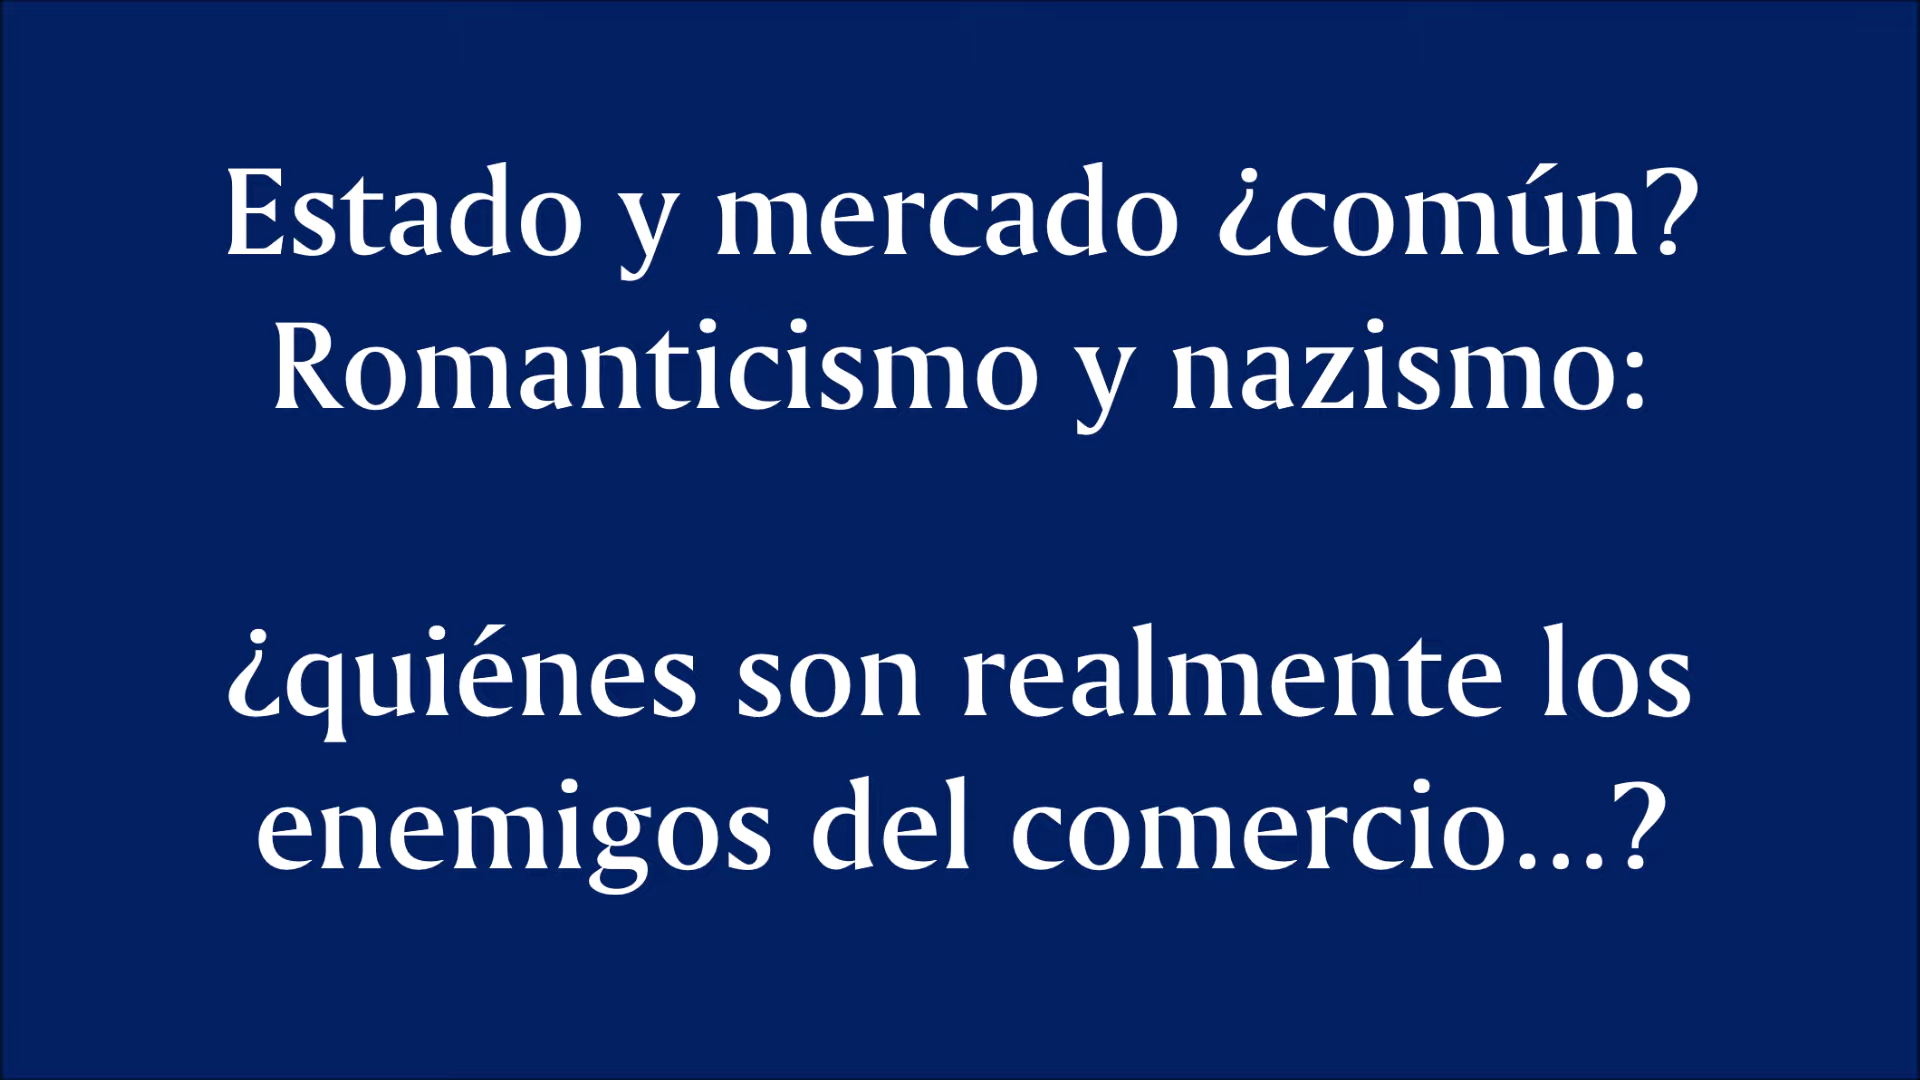 Estado y mercado ¿común?
Romanticismo y nazismo:
¿quiénes son realmente los
enemigos del comercio...?